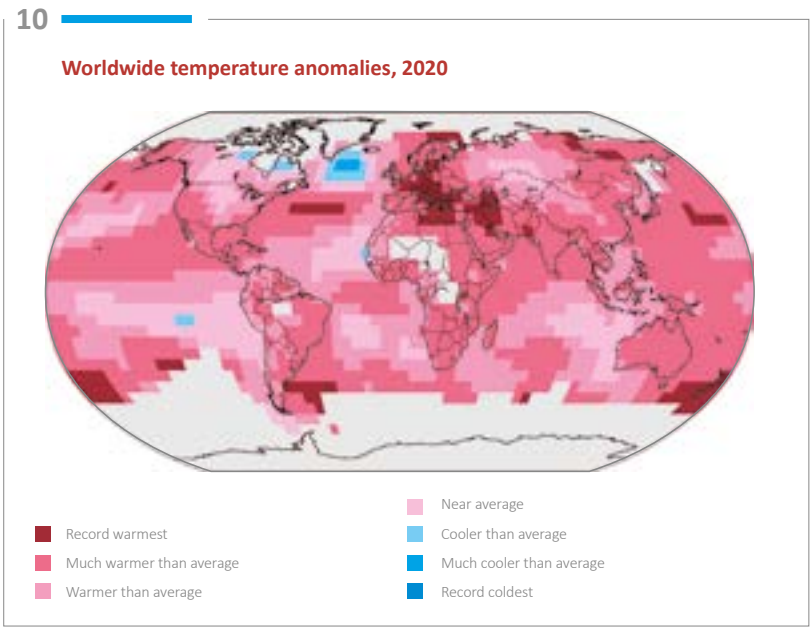 10
Worldwide temperature anomalies, 2020
Record warmest
Much warmer than average
Warmer than average
Near average
Cooler than average
Much cooler than average
Record coldest